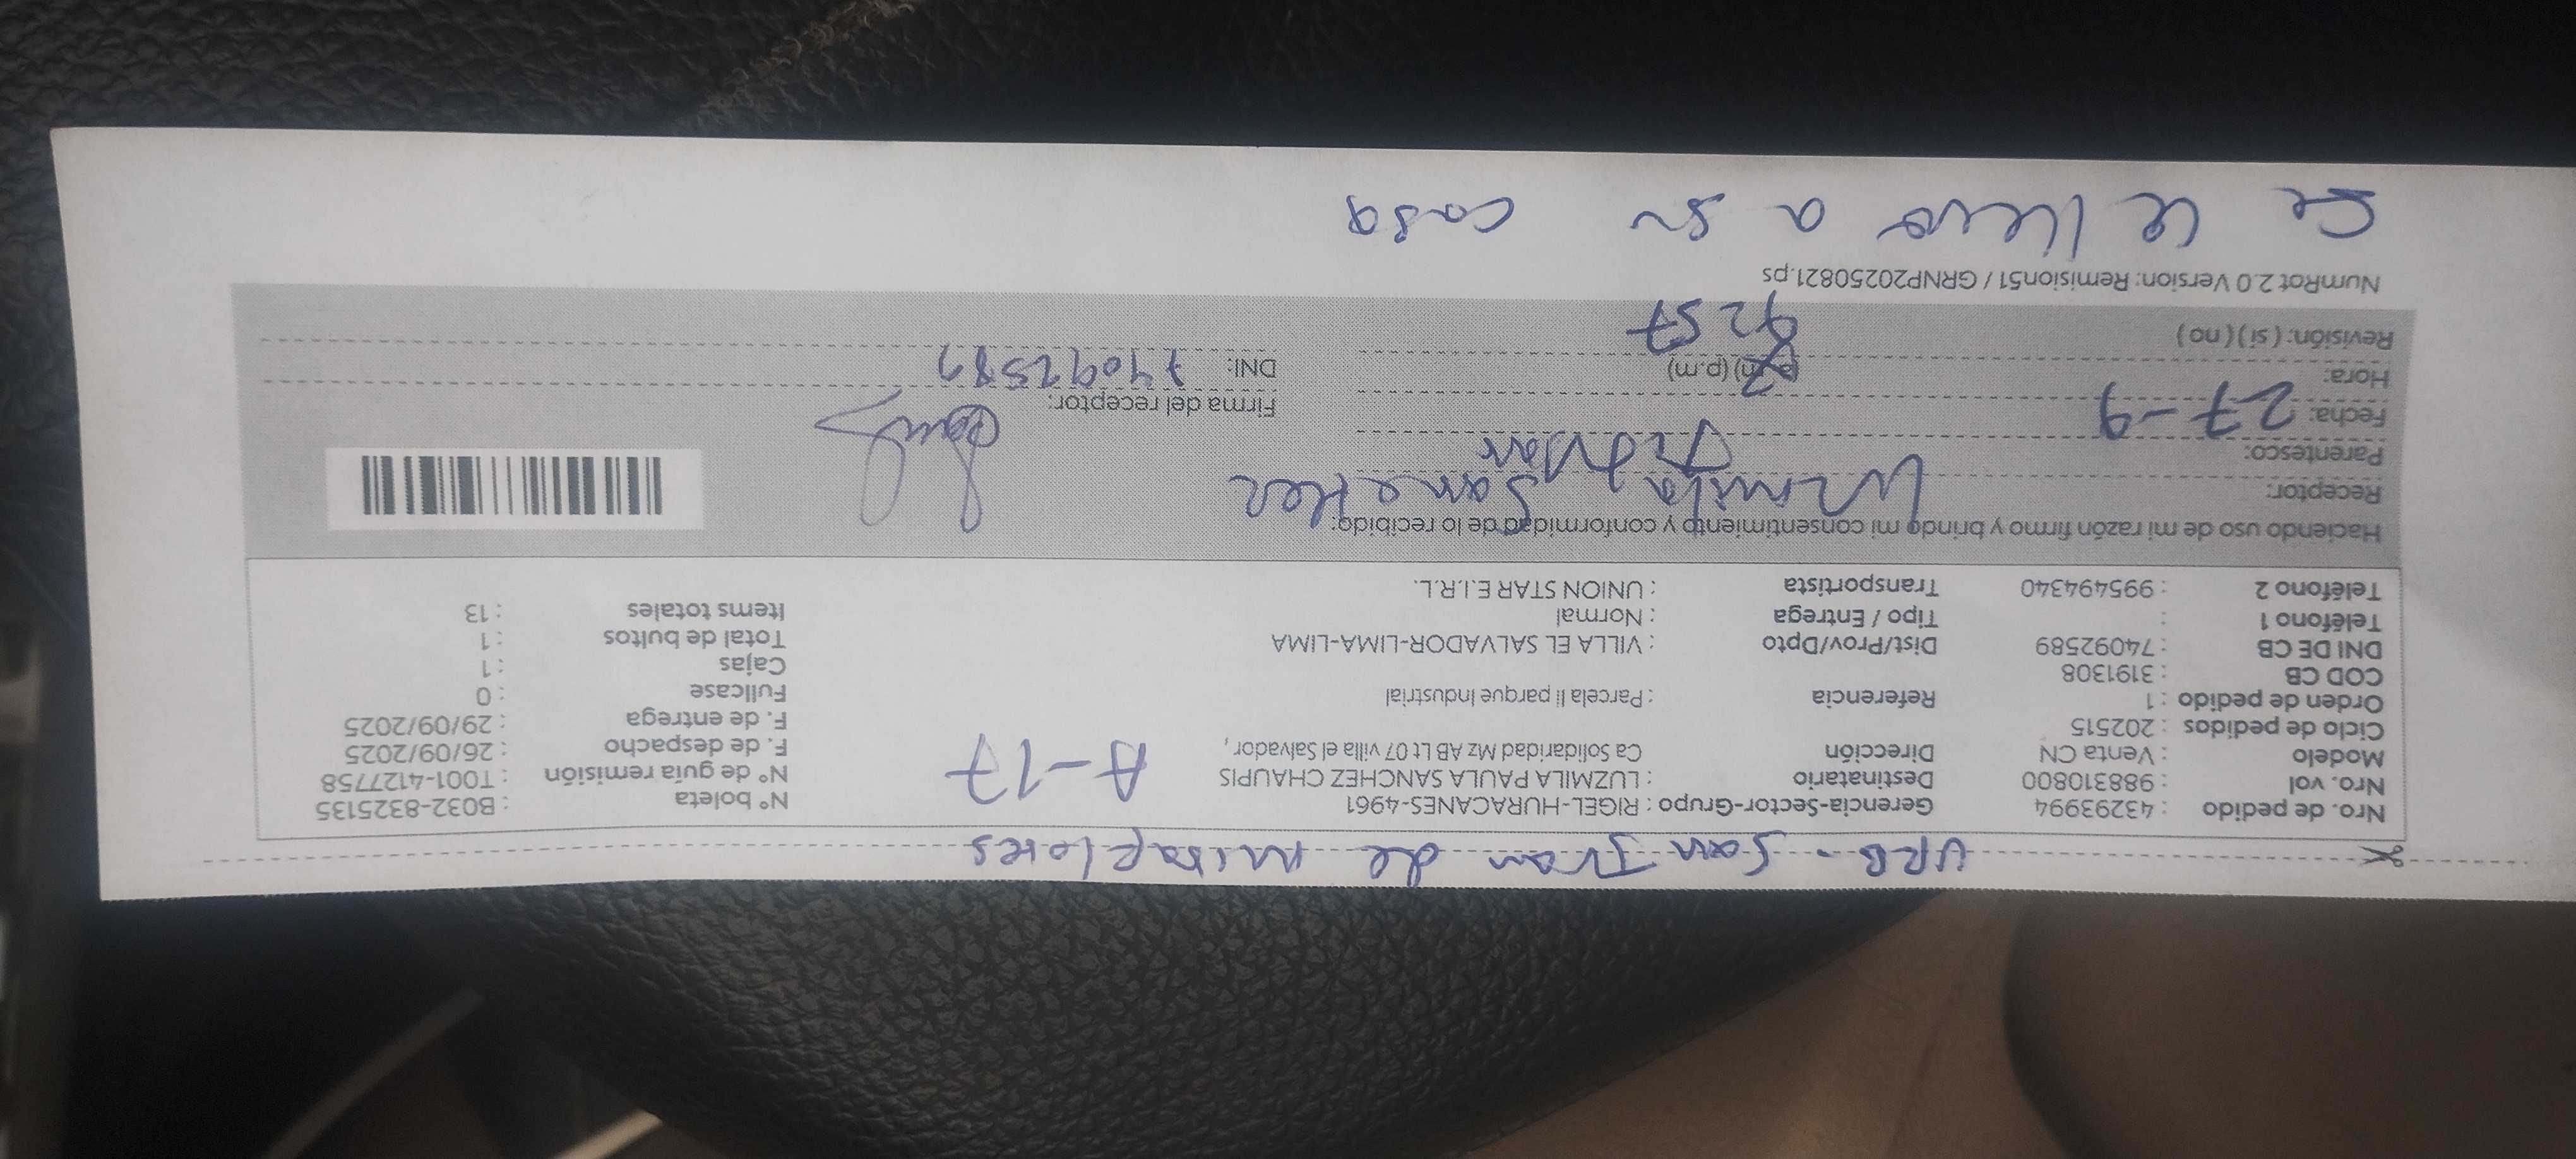 URB. San Juan de miraflores
Nro. de pedido : 43293994 Gerencia-Sector-Grupo : RIGEL-HURACANES-4961 N° boleta : B032-8325135
Nro. vol : 988310800 Destinatario : LUZMILA PAULA SANCHEZ CHAUPIS N° de guía remisión : T001-4127758
Modelo : Venta CN Dirección Ca Solidaridad Mz AB Lt 07 villa el Salvador, A-17 F. de despacho : 26/09/2025
Ciclo de pedidos : 202515 F. de entrega : 29/09/2025
Orden de pedido : 1 Referencia : Parcela Ii parque Industrial Fullcase : 0
COD CB : 3191308 Cajas : 1
DNI DE CB : 74092589 Dist/Prov/Dpto : VILLA EL SALVADOR-LIMA-LIMA Total de bultos : 1
Teléfono 1 : Tipo / Entrega : Normal Items totales : 13
Teléfono 2 : 995494340 Transportista : UNION STAR E.I.R.L.
Haciendo uso de mi razón firmo y brindo mi consentimiento y conformidad de lo recibido:
Receptor: Luzmila Sanchez
Parentesco: Titular
Fecha: 27-9 Firma del receptor:
Hora: (p.m) DNI: 74092589
Revisión: ( si ) ( no )
NumRot 2.0 Version: Remision51 / GRNP20250821.ps
Se le llevo a su casa